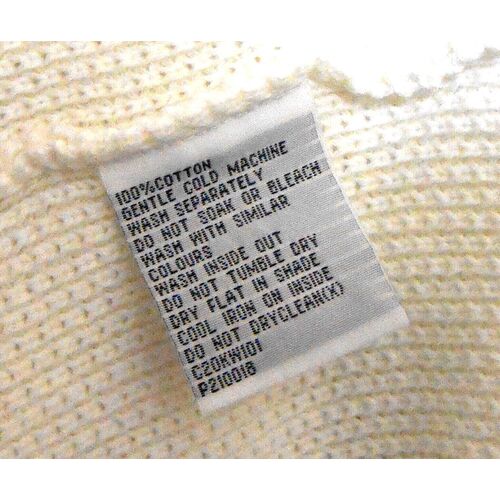 100%COTTON
GENTLE COLD MACHINE
WASH SEPARATELY
DO NOT SOAK OR BLEACH
WASH WITH SIMILAR
COLOURS
WASH INSIDE OUT
DO NOT TUMBLE DRY
DRY FLAT IN SHADE
COOL IRON ON INSIDE
DO NOT DRYCLEAN(X)
C20KW101
P210018